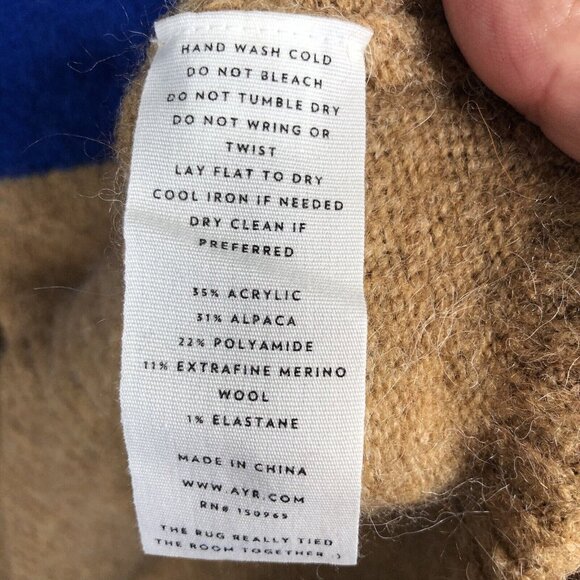 HAND WASH COLD
DO NOT BLEACH
DO NOT TUMBLE DRY
DO NOT WRING OR
TWIST
LAY FLAT TO DRY
COOL IRON IF NEEDED
DRY CLEAN IF
PREFERRED
35% ACRYLIC
31% ALPACA
22% POLYAMIDE
11% EXTRAFINE MERINO
WOOL
1% ELASTANE
MADE IN CHINA
WWW.AYR.COM
RN# 150965
THE RUG REALLY TIED
THE ROOM TOGETHER :)